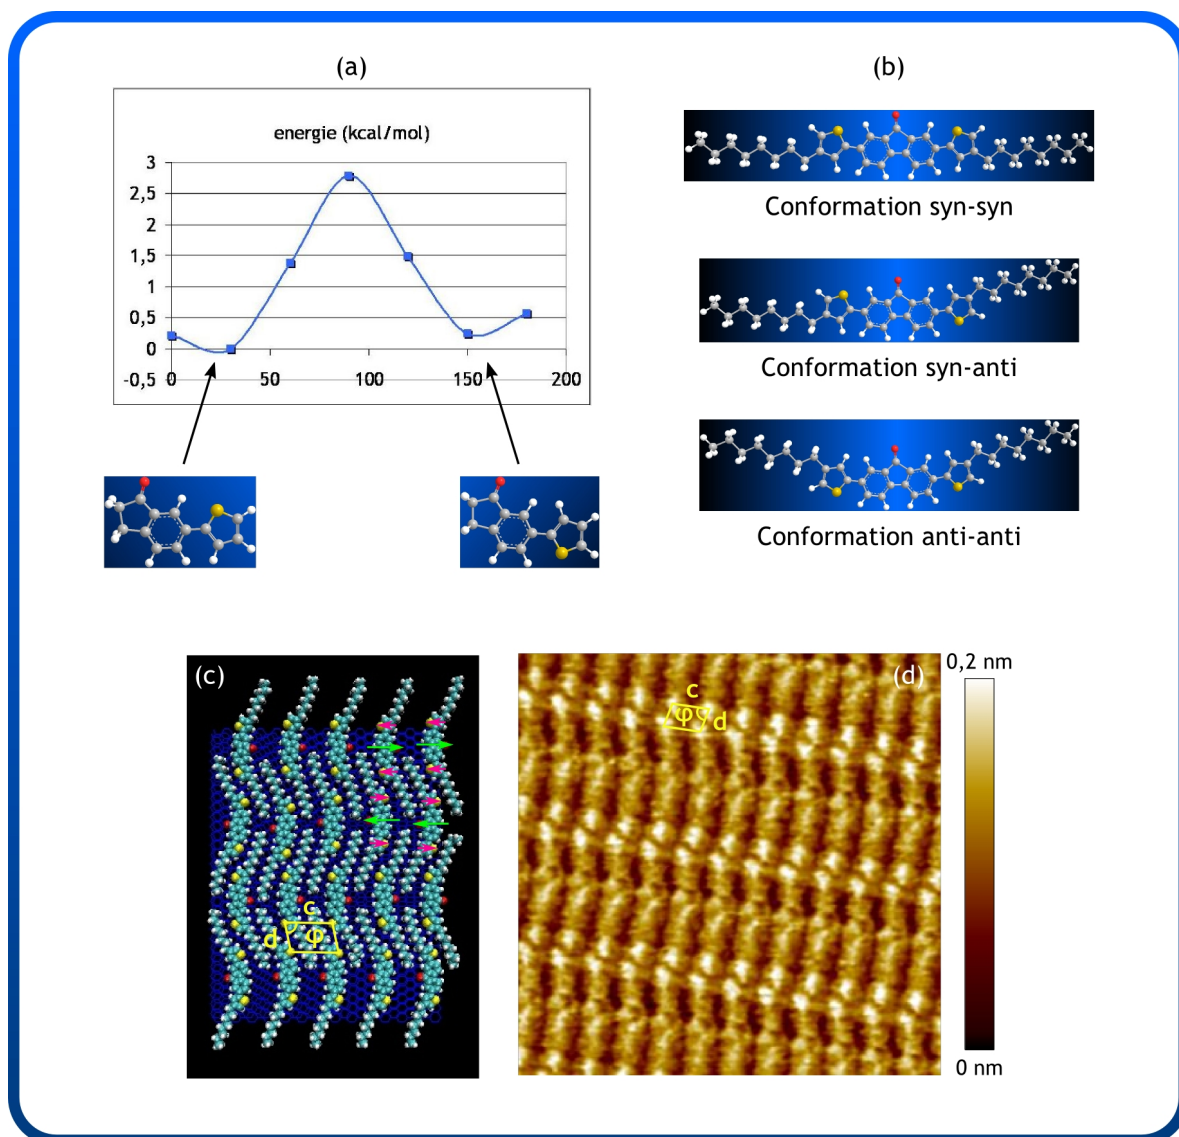 (a)
energie (kcal/mol)
3
2,5
2
1,5
1
0,5
0
-0,5
0
50
100
150
200
(b)
Conformation syn-syn
Conformation syn-anti
Conformation anti-anti
(c)
c
d
φ
(d)
c
φ
d
0,2 nm
0 nm